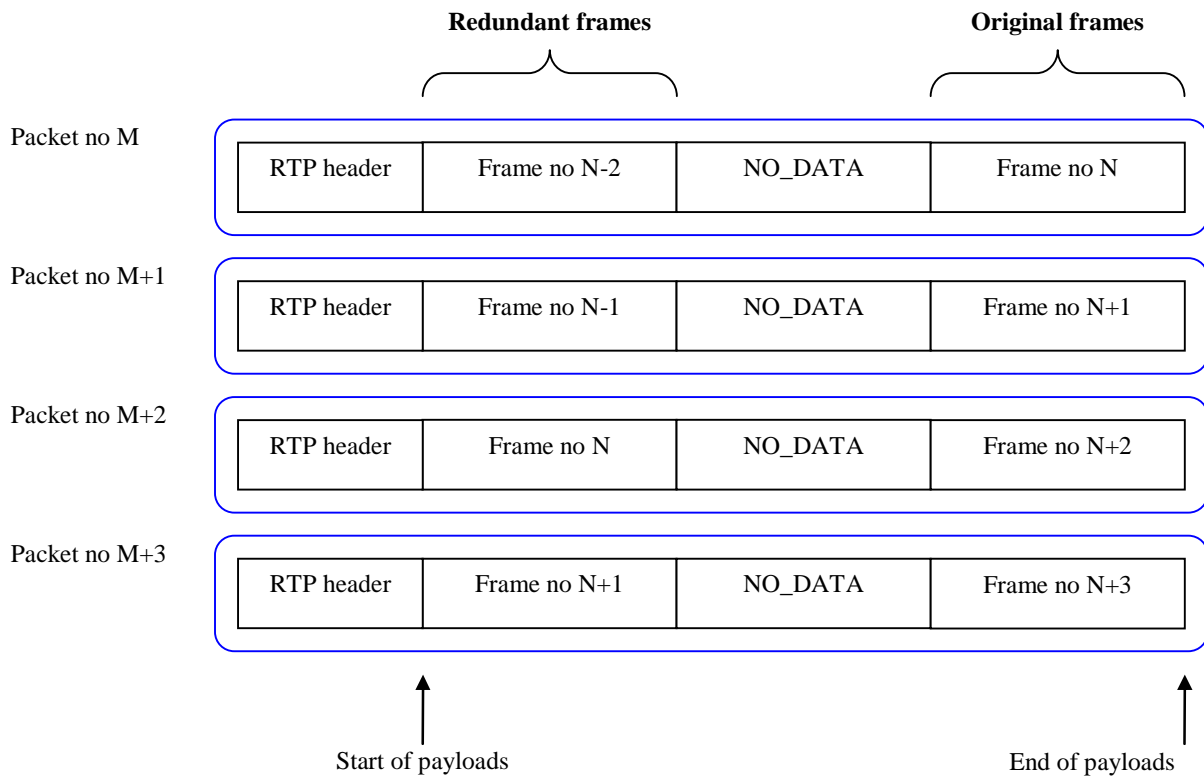 Redundant frames Original frames
Packet no M
RTP header Frame no N-2 NO_DATA Frame no N
Packet no M+1
RTP header Frame no N-1 NO_DATA Frame no N+1
Packet no M+2
RTP header Frame no N NO_DATA Frame no N+2
Packet no M+3
RTP header Frame no N+1 NO_DATA Frame no N+3
Start of payloads End of payloads